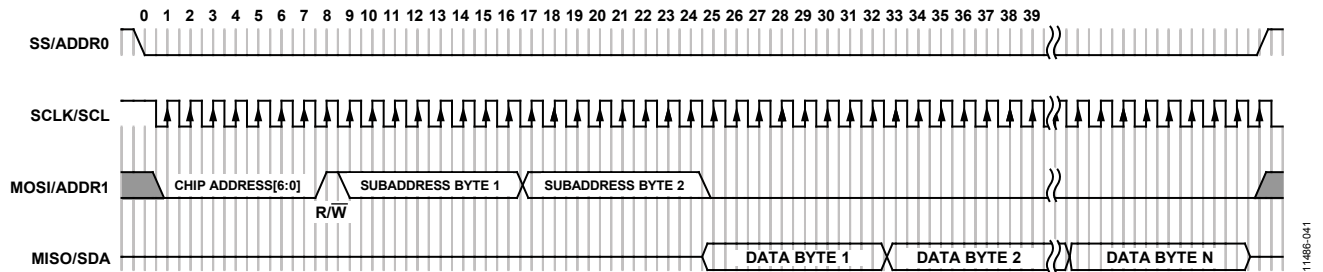 0 1 2 3 4 5 6 7 8 9 10 11 12 13 14 15 16 17 18 19 20 21 22 23 24 25 26 27 28 29 30 31 32 33 34 35 36 37 38 39
SS/ADDR0
SCLK/SCL
MOSI/ADDR1 CHIP ADDRESS[6:0] SUBADDRESS BYTE 1 SUBADDRESS BYTE 2
R/W̅
MISO/SDA DATA BYTE 1 DATA BYTE 2 DATA BYTE N
11486-041